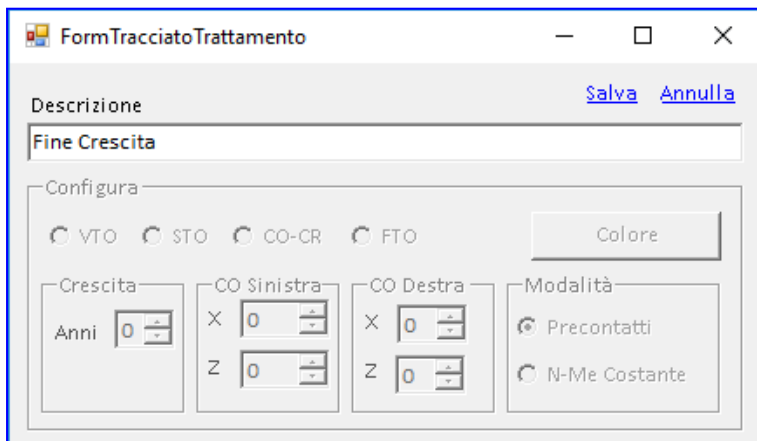 FormTracciatoTrattamento
Salva Annulla
Descrizione
Fine Crescita
Configura
VTO STO CO-CR FTO Colore
Crescita CO Sinistra CO Destra Modalità
Anni 0 X 0 X 0 Precontatti
Z 0 Z 0 N-Me Costante